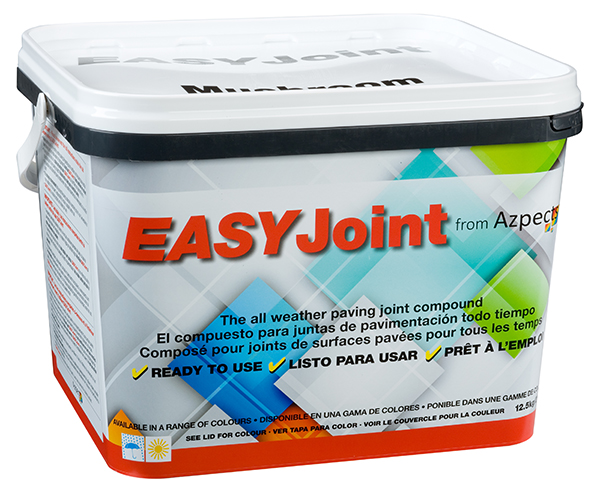 EASYJoint
Mushroom
EASYJoint from Azpects
The all weather paving joint compound
El compuesto para juntas de pavimentación todo tiempo
Composé pour joints de surfaces pavées pour tous les temps
READY TO USE LISTO PARA USAR PRÊT À L'EMPLOI
AVAILABLE IN A RANGE OF COLOURS • DISPONIBLE EN UNA GAMA DE COLORES • PONIBLE DANS UNE GAMME DE C
SEE LID FOR COLOUR • VER TAPA PARA COLOR • VOIR LE COUVERCLE POUR LA COULEUR 12.5kg